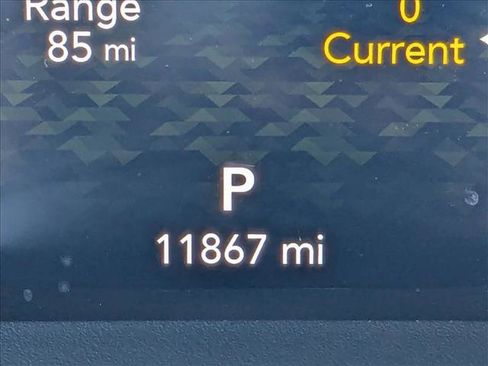 Range
0
85 mi
Current
P
11867 mi